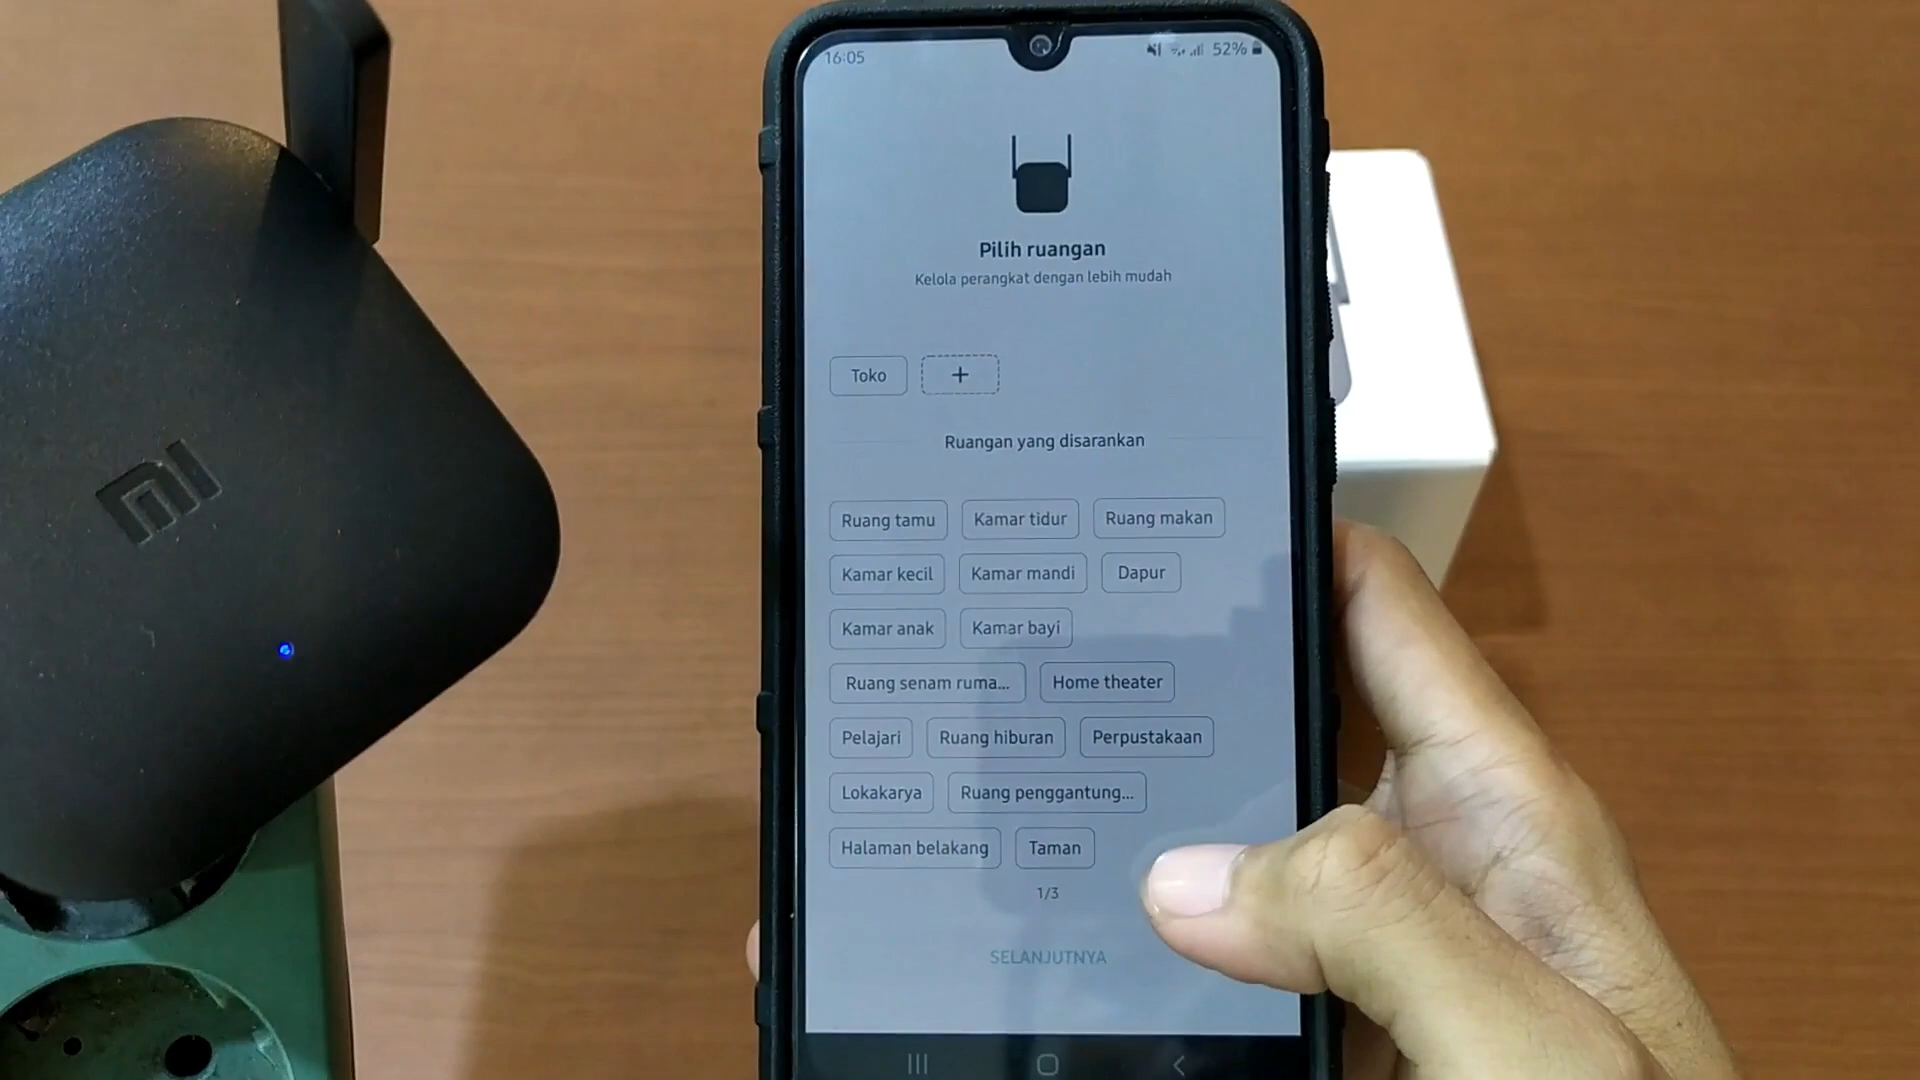 mi
16:05
52%
Pilih ruangan
Kelola perangkat dengan lebih mudah
Toko +
Ruangan yang disarankan
Ruang tamu Kamar tidur Ruang makan
Kamar kecil Kamar mandi Dapur
Kamar anak Kamar bayi
Ruang senam ruma... Home theater
Pelajari Ruang hiburan Perpustakaan
Lokakarya Ruang penggantung...
Halaman belakang Taman
1/3
SELANJUTNYA